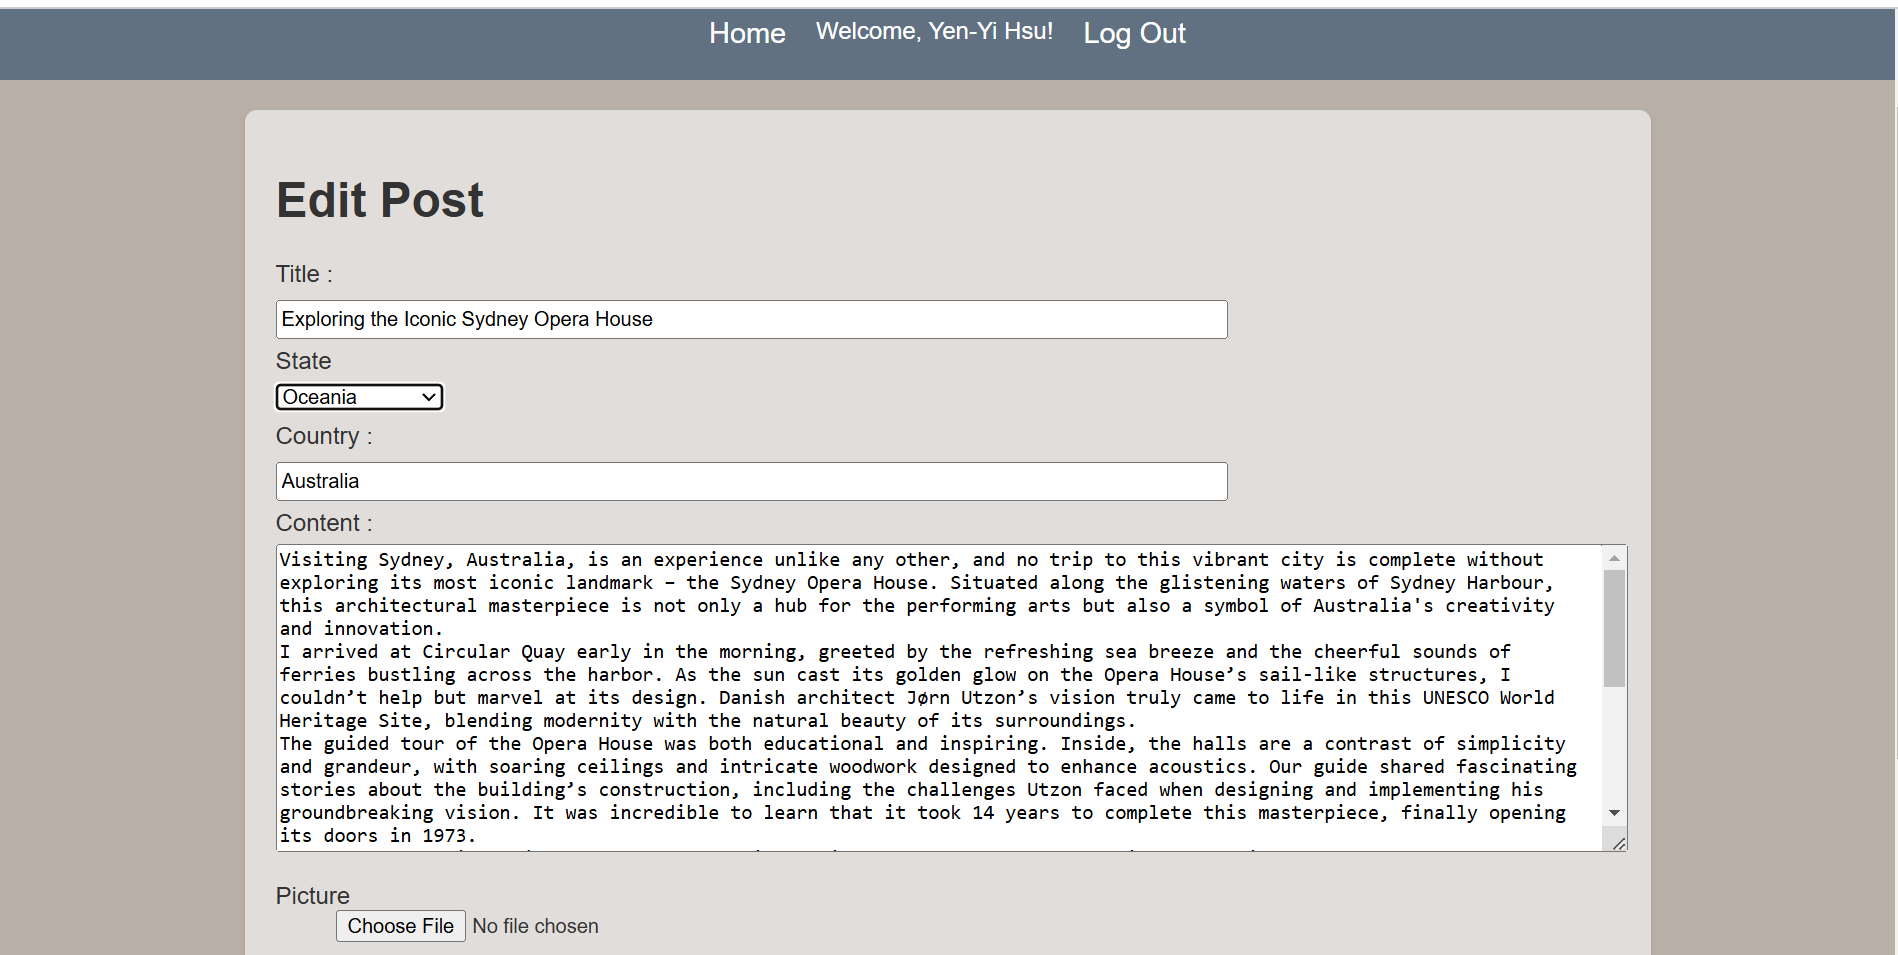 Home Welcome, Yen-Yi Hsu! Log Out
Edit Post
Title :
Exploring the Iconic Sydney Opera House
State
Oceania
Country :
Australia
Content :
Visiting Sydney, Australia, is an experience unlike any other, and no trip to this vibrant city is complete without
exploring its most iconic landmark – the Sydney Opera House. Situated along the glistening waters of Sydney Harbour,
this architectural masterpiece is not only a hub for the performing arts but also a symbol of Australia's creativity
and innovation.
I arrived at Circular Quay early in the morning, greeted by the refreshing sea breeze and the cheerful sounds of
ferries bustling across the harbor. As the sun cast its golden glow on the Opera House’s sail-like structures, I
couldn’t help but marvel at its design. Danish architect Jørn Utzon’s vision truly came to life in this UNESCO World
Heritage Site, blending modernity with the natural beauty of its surroundings.
The guided tour of the Opera House was both educational and inspiring. Inside, the halls are a contrast of simplicity
and grandeur, with soaring ceilings and intricate woodwork designed to enhance acoustics. Our guide shared fascinating
stories about the building’s construction, including the challenges Utzon faced when designing and implementing his
groundbreaking vision. It was incredible to learn that it took 14 years to complete this masterpiece, finally opening
its doors in 1973.
Picture
Choose File No file chosen